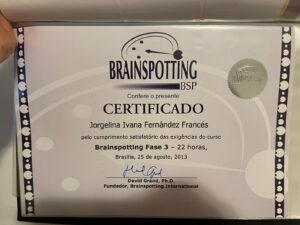 BRAINSPOTTING
BSP
Confere o presente
CERTIFICADO
Jorgelina Ivana Fernández Francés
pelo cumprimento satisfatório das exigências do curso
Brainspotting Fase 3 – 22 horas,
Brasília, 25 de agosto, 2013
David Grand, Ph.D.
Fundador, Brainspotting International